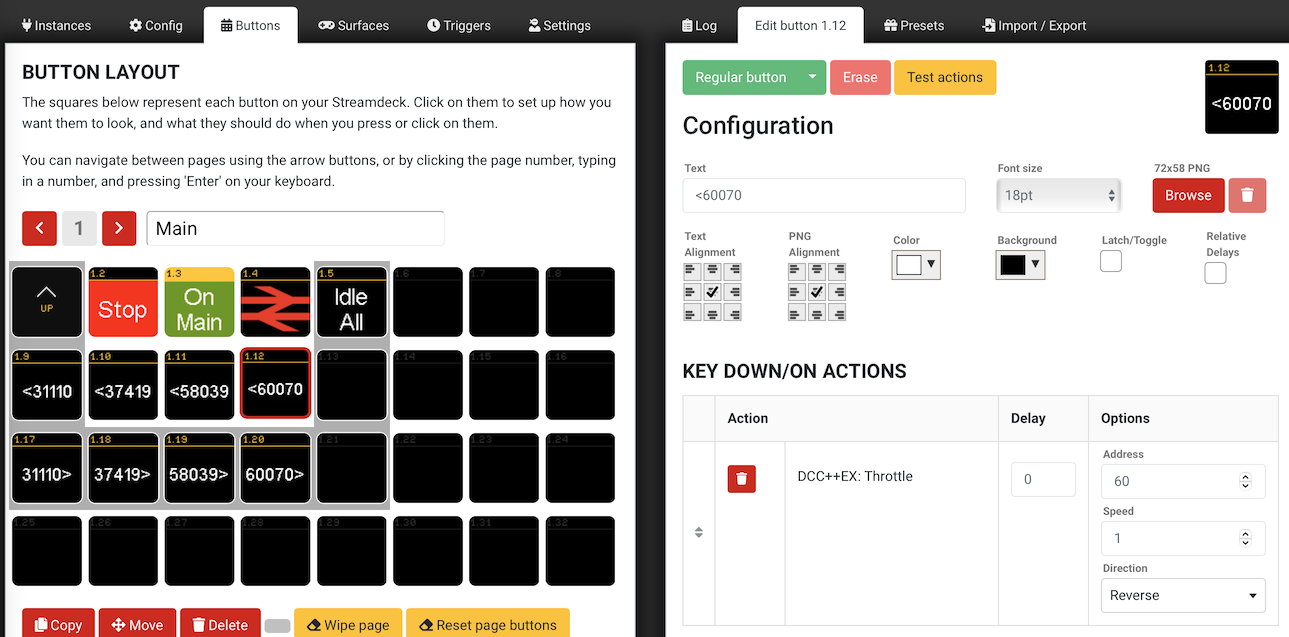 Instances Config Buttons Surfaces Triggers Settings
BUTTON LAYOUT
The squares below represent each button on your Streamdeck. Click on them to set up how you
want them to look, and what they should do when you press or click on them.
You can navigate between pages using the arrow buttons, or by clicking the page number, typing
in a number, and pressing 'Enter' on your keyboard.
1 Main
1.2 1.3 1.4 1.5 1.6 1.7 1.8
UP Stop On Main Idle All
1.9 1.10 1.11 1.12 1.13 1.14 1.15 1.16
<31110 <37419 <58039 <60070
1.17 1.18 1.19 1.20 1.21 1.22 1.23 1.24
31110> 37419> 58039> 60070>
1.25 1.26 1.27 1.28 1.29 1.30 1.31 1.32
Copy Move Delete Wipe page Reset page buttons
Log Edit button 1.12 Presets Import / Export
Regular button Erase Test actions
1.12
<60070
Configuration
Text Font size 72x58 PNG
<60070 18pt Browse
Text Alignment PNG Alignment Color Background Latch/Toggle Relative Delays
KEY DOWN/ON ACTIONS
Action Delay Options
DCC++EX: Throttle 0
Address
60
Speed
1
Direction
Reverse